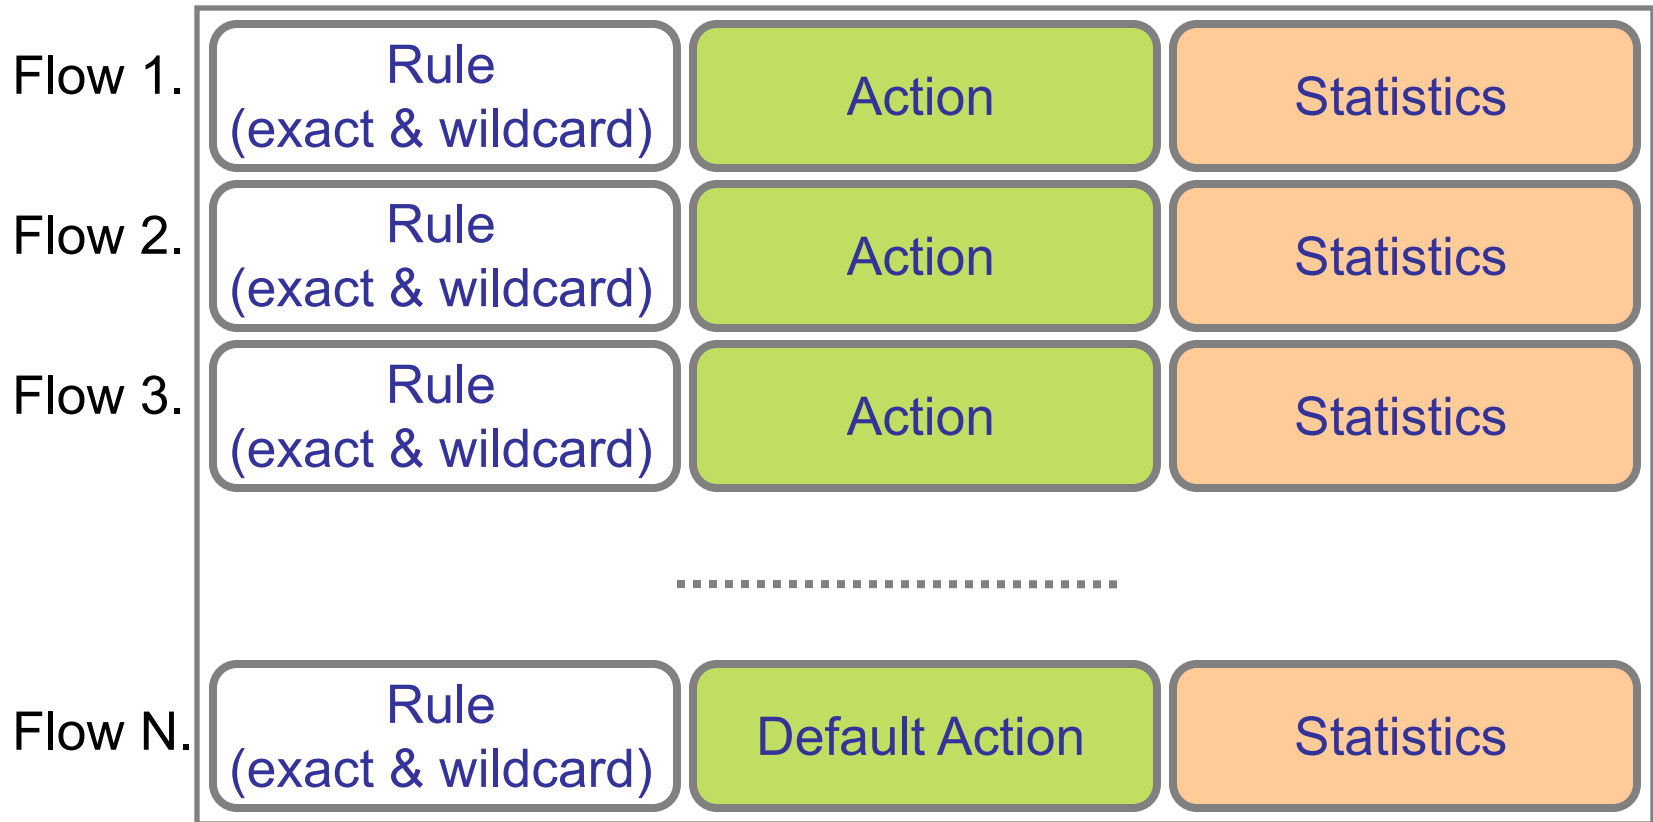 Flow 1.
Rule
(exact & wildcard)
Action
Statistics
Flow 2.
Rule
(exact & wildcard)
Action
Statistics
Flow 3.
Rule
(exact & wildcard)
Action
Statistics
Flow N.
Rule
(exact & wildcard)
Default Action
Statistics